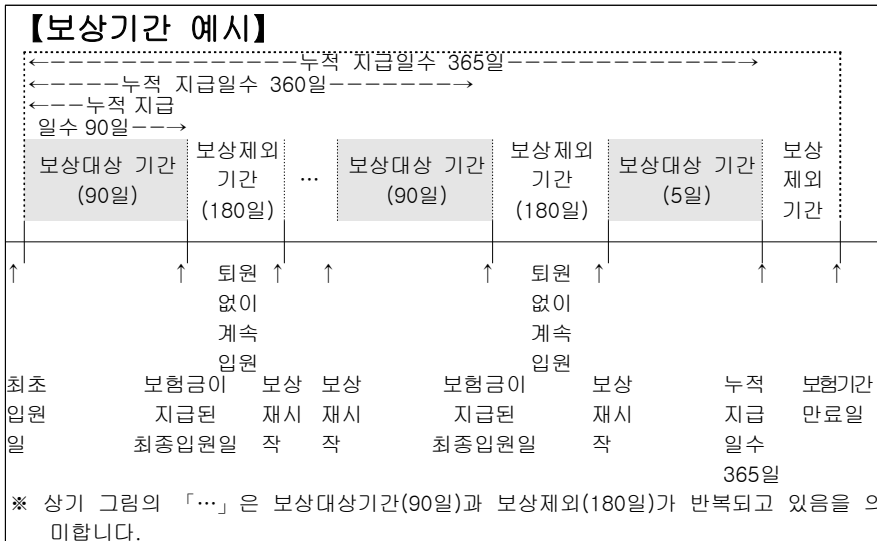 【보상기간 예시】
←−−−−−−−−−−−−−−누적 지급일수 365일−−−−−−−−−−−−−→
←−−−−−누적 지급일수 360일−−−−−−−→
←−−누적 지급
일수 90일−−→
보상대상 기간
(90일)
보상제외
기간
(180일)
…
보상대상 기간
(90일)
보상제외
기간
(180일)
보상대상 기간
(5일)
보상
제외
기간
↑ ↑ 퇴원 ↑ ↑ ↑ 퇴원 ↑ ↑ ↑
없이 없이
계속 계속
입원 입원
최초 보험금이 보상 보상 보험금이 보상 누적 보험기간
입원 지급된 재시 재시 지급된 재시 지급 만료일
일 최종입원일 작 작 최종입원일 작 일수
365일
※ 상기 그림의 「…」은 보상대상기간(90일)과 보상제외(180일)가 반복되고 있음을 의
미합니다.